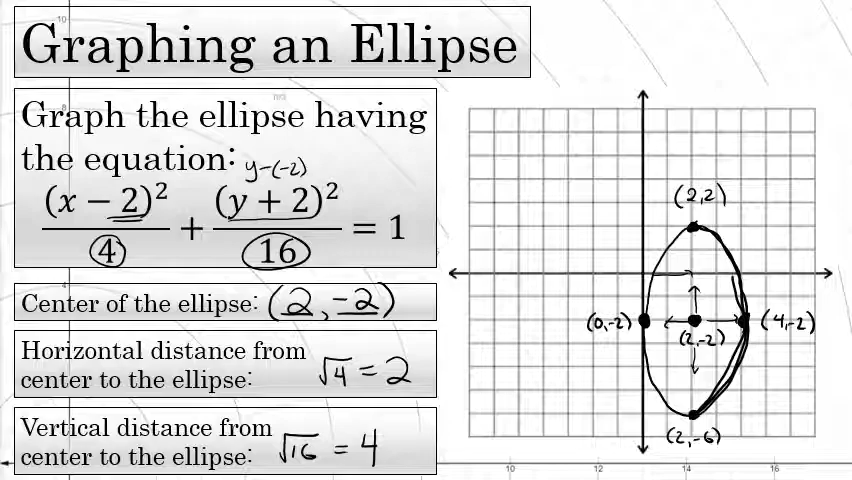 Graphing an Ellipse
Graph the ellipse having
the equation: y-(-2)
(x − 2)² / 4 + (y + 2)² / 16 = 1
Center of the ellipse: (2, -2)
Horizontal distance from
center to the ellipse: √4 = 2
Vertical distance from
center to the ellipse: √16 = 4
(2,2)
(0,-2)
(2,-2)
(4,-2)
(2,-6)
10
10
12
14
16